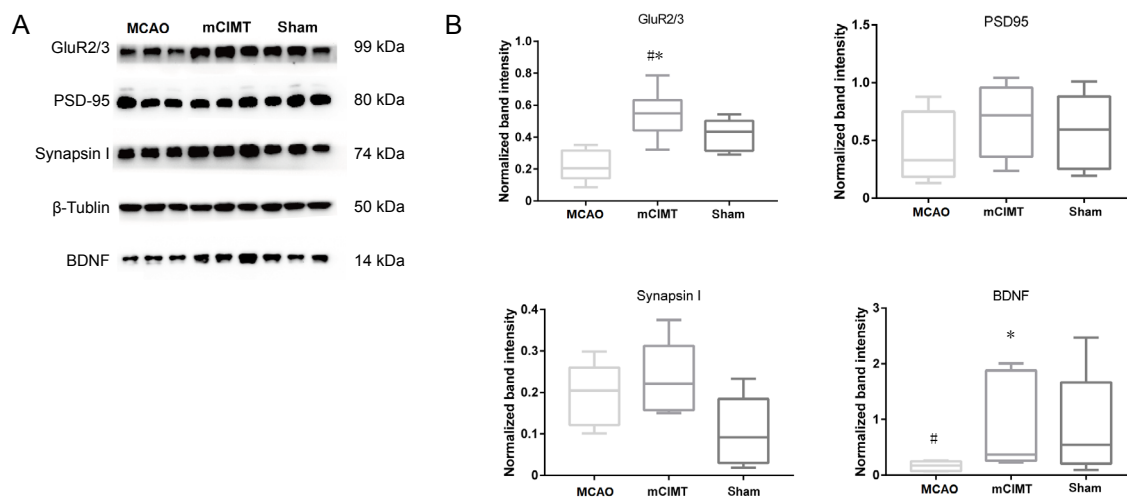 A
MCAO mCIMT Sham
GluR2/3 99 kDa
PSD-95 80 kDa
Synapsin I 74 kDa
β-Tublin 50 kDa
BDNF 14 kDa
B
GluR2/3
Normalized band intensity
1.0
0.8
0.6
0.4
0.2
0.0
#*
MCAO mCIMT Sham
PSD95
Normalized band intensity
1.5
1.0
0.5
0.0
MCAO mCIMT Sham
Synapsin I
Normalized band intensity
0.4
0.3
0.2
0.1
0
MCAO mCIMT Sham
BDNF
Normalized band intensity
3
2
1
0
#
*
MCAO mCIMT Sham